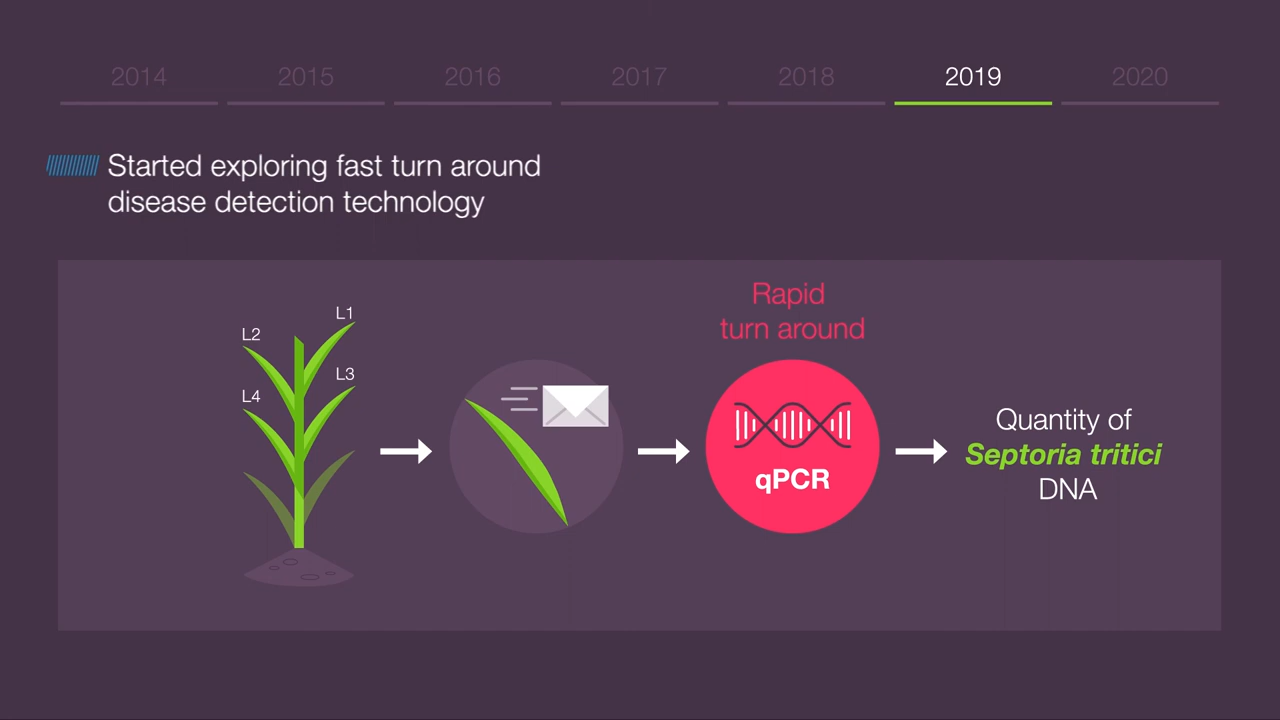 2014 2015 2016 2017 2018 2019 2020
Started exploring fast turn around
disease detection technology
Rapid
turn around
L1
L2
L3
L4
qPCR
Quantity of
Septoria tritici
DNA